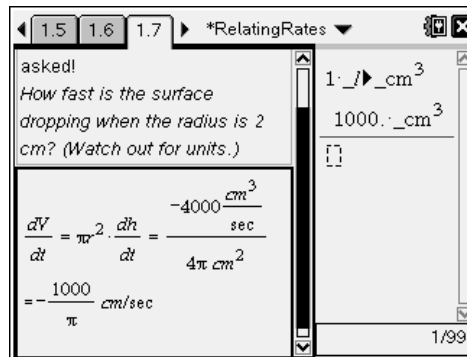 1.5 1.6 1.7 *RelatingRates
asked!
How fast is the surface
dropping when the radius is 2
cm? (Watch out for units.)
dV/dt = πr²·dh/dt = -4000 cm³/sec / 4π cm²
=-1000/π cm/sec
1·_l▶_cm³
1000.·_cm³
1/99